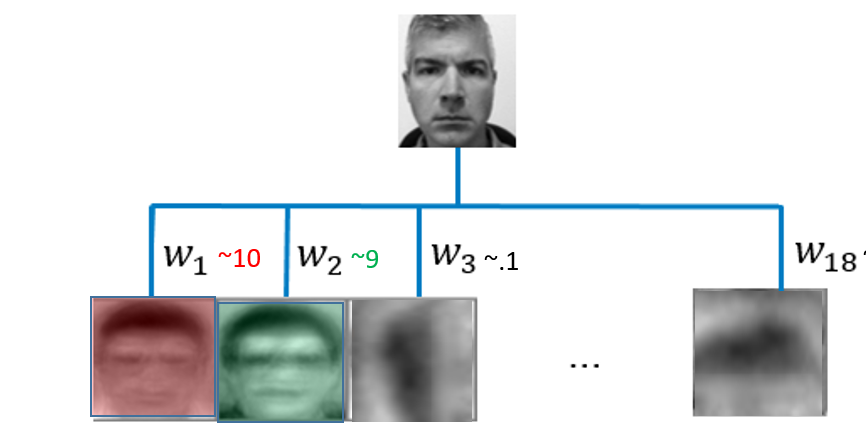 w₁ ~10 w₂ ~9 w₃ ~.1 w₁₈ ~
...